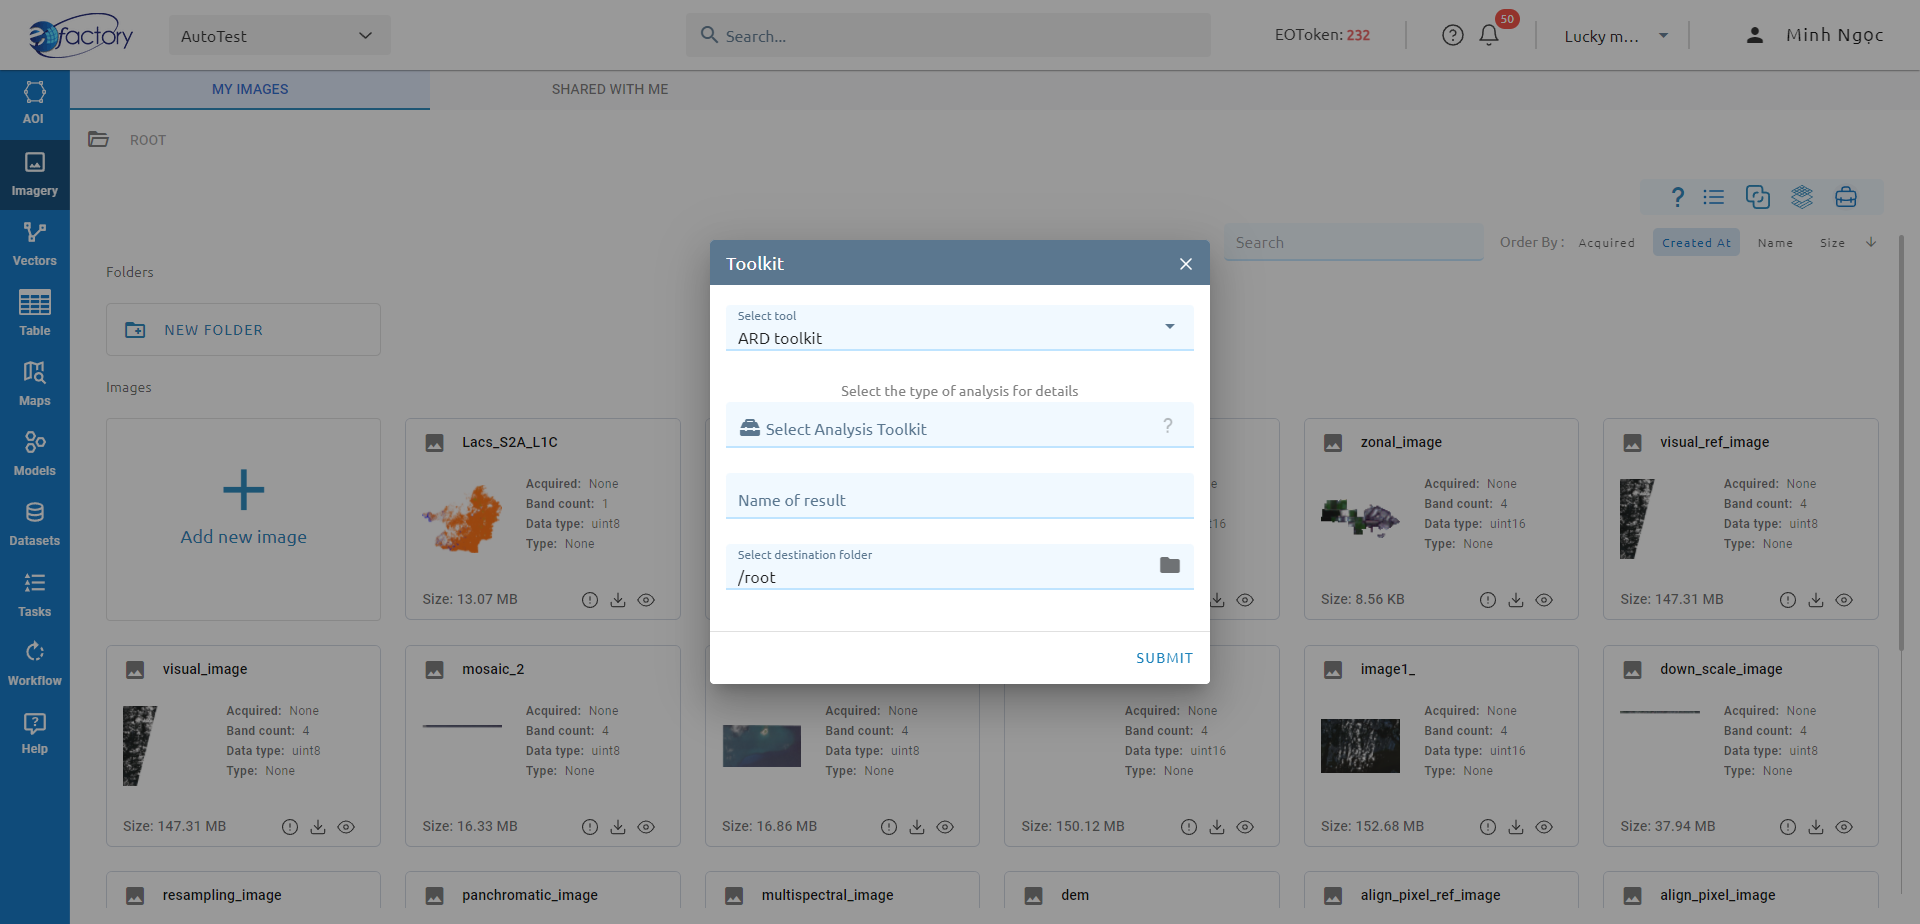 eofactory
AutoTest
Search...
EOToken: 232
50
Lucky m...
Minh Ngọc
AOI
Imagery
Vectors
Table
Maps
Models
Datasets
Tasks
Workflow
Help
MY IMAGES
SHARED WITH ME
ROOT
Search
Order By :
Acquired
Created At
Name
Size
Folders
NEW FOLDER
Images
Add new image
Toolkit
Select tool
ARD toolkit
Select the type of analysis for details
Select Analysis Toolkit
?
Name of result
Select destination folder
/root
SUBMIT
Lacs_S2A_L1C
Acquired: None
Band count: 1
Data type: uint8
Type: None
Size: 13.07 MB
zonal_image
Acquired: None
Band count: 4
Data type: uint16
Type: None
Size: 8.56 KB
visual_ref_image
Acquired: None
Band count: 4
Data type: uint8
Type: None
Size: 147.31 MB
visual_image
Acquired: None
Band count: 4
Data type: uint8
Type: None
Size: 147.31 MB
mosaic_2
Acquired: None
Band count: 4
Data type: uint8
Type: None
Size: 16.33 MB
Acquired: None
Band count: 4
Data type: uint8
Type: None
Size: 16.86 MB
Acquired: None
Band count: 4
Data type: uint16
Type: None
Size: 150.12 MB
image1_
Acquired: None
Band count: 4
Data type: uint16
Type: None
Size: 152.68 MB
down_scale_image
Acquired: None
Band count: 4
Data type: uint8
Type: None
Size: 37.94 MB
resampling_image
panchromatic_image
multispectral_image
dem
align_pixel_ref_image
align_pixel_image